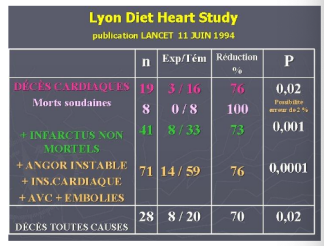 Lyon Diet Heart Study
publication LANCET 11 JUIN 1994
n Exp/Tém Réduction % P
DÉCÈS CARDIAQUES 19 3 / 16 76 0,02
Possibilité erreur de 2 %
Morts soudaines 8 0 / 8 100
+ INFARCTUS NON MORTELS 41 8 / 33 73 0,001
+ ANGOR INSTABLE
+ INS.CARDIAQUE 71 14 / 59 76 0,0001
+ AVC + EMBOLIES
DÉCÈS TOUTES CAUSES 28 8 / 20 70 0,02